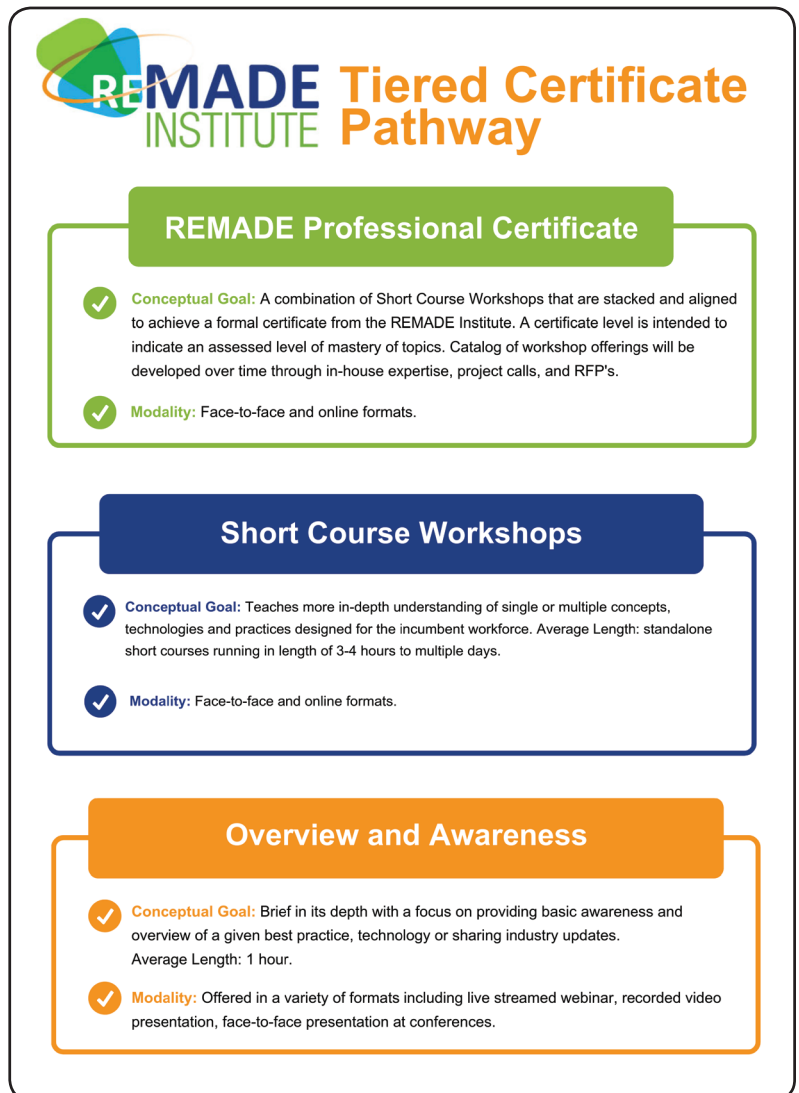 REMADE
INSTITUTE
Tiered Certificate
Pathway
REMADE Professional Certificate
Conceptual Goal: A combination of Short Course Workshops that are stacked and aligned
to achieve a formal certificate from the REMADE Institute. A certificate level is intended to
indicate an assessed level of mastery of topics. Catalog of workshop offerings will be
developed over time through in-house expertise, project calls, and RFP's.
Modality: Face-to-face and online formats.
Short Course Workshops
Conceptual Goal: Teaches more in-depth understanding of single or multiple concepts,
technologies and practices designed for the incumbent workforce. Average Length: standalone
short courses running in length of 3-4 hours to multiple days.
Modality: Face-to-face and online formats.
Overview and Awareness
Conceptual Goal: Brief in its depth with a focus on providing basic awareness and
overview of a given best practice, technology or sharing industry updates.
Average Length: 1 hour.
Modality: Offered in a variety of formats including live streamed webinar, recorded video
presentation, face-to-face presentation at conferences.